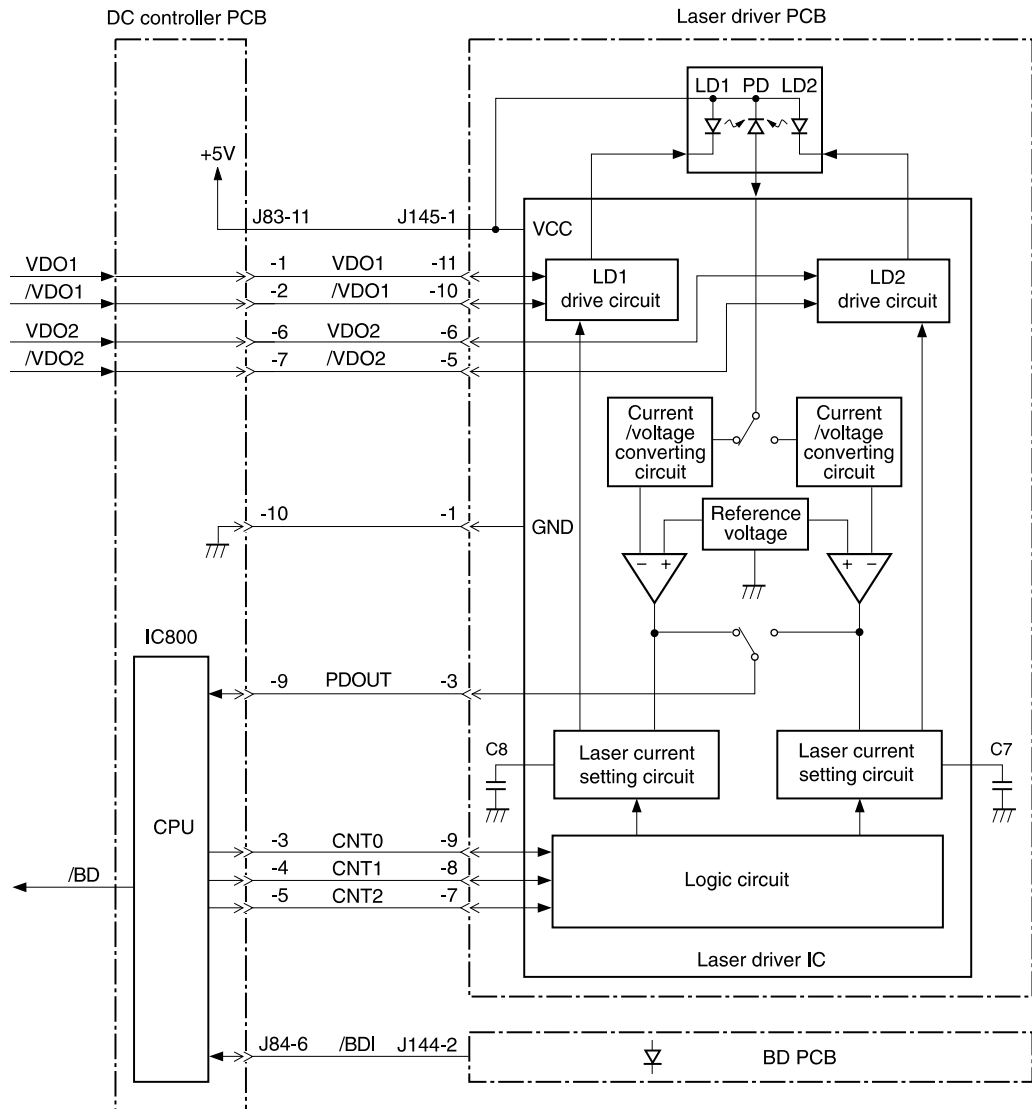 DC controller PCB
Laser driver PCB
LD1 PD LD2
+5V
J83-11 J145-1
VCC
VDO1 -1 VDO1 -11
/VDO1 -2 /VDO1 -10
LD1
drive circuit
LD2
drive circuit
VDO2 -6 VDO2 -6
/VDO2 -7 /VDO2 -5
Current
/voltage
converting
circuit
Current
/voltage
converting
circuit
-10 -1
GND
Reference
voltage
− +
+ −
IC800
-9 PDOUT -3
C8
Laser current
setting circuit
Laser current
setting circuit
C7
CPU
-3 CNT0 -9
-4 CNT1 -8
-5 CNT2 -7
Logic circuit
/BD
Laser driver IC
J84-6 /BDI J144-2
BD PCB